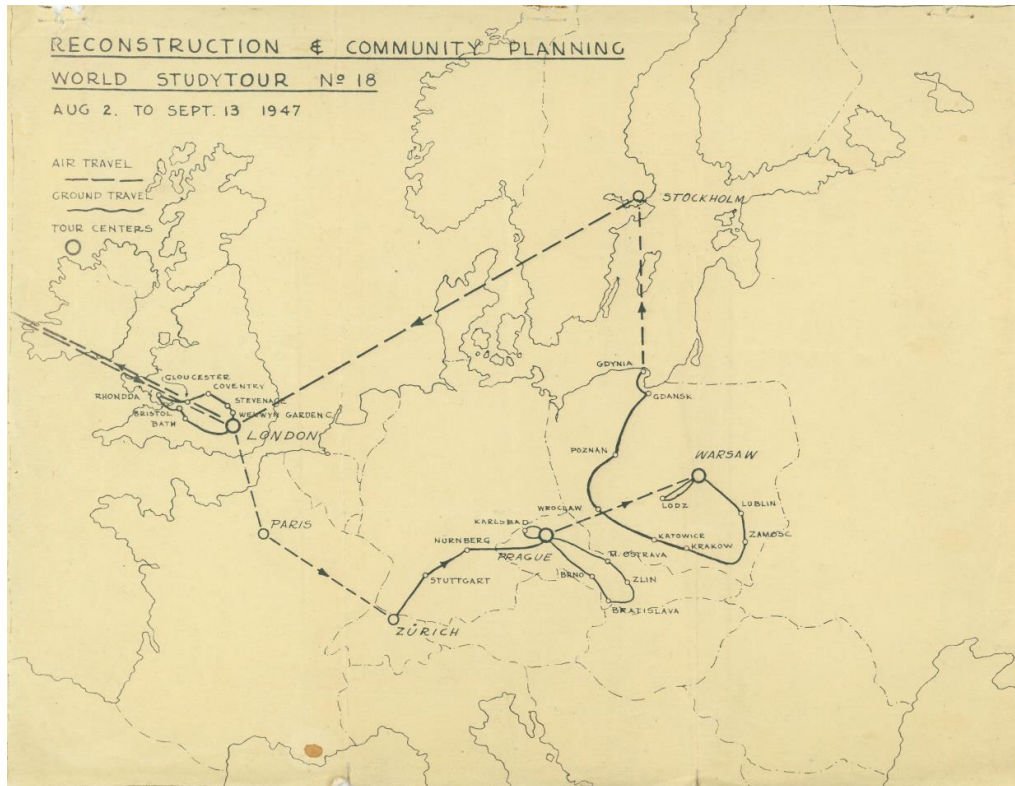 RECONSTRUCTION & COMMUNITY PLANNING
WORLD STUDYTOUR Nº 18
AUG 2. TO SEPT. 13 1947
AIR TRAVEL
GROUND TRAVEL
TOUR CENTERS
STOCKHOLM
GDYNIA
GDANSK
GLOUCESTER
COVENTRY
RHONDDA
STEVENAGE
BRISTOL
WELWYN GARDEN C.
BATH
LONDON
POZNAN
WARSAW
WROCLAW
LODZ
LUBLIN
KARLSBAD
PARIS
ZAMOSC
NÜRNBERG
KATOWICE
KRAKOW
PRAGUE
M. OSTRAVA
STUTTGART
BRNO
ZLIN
BRATISLAVA
ZÜRICH